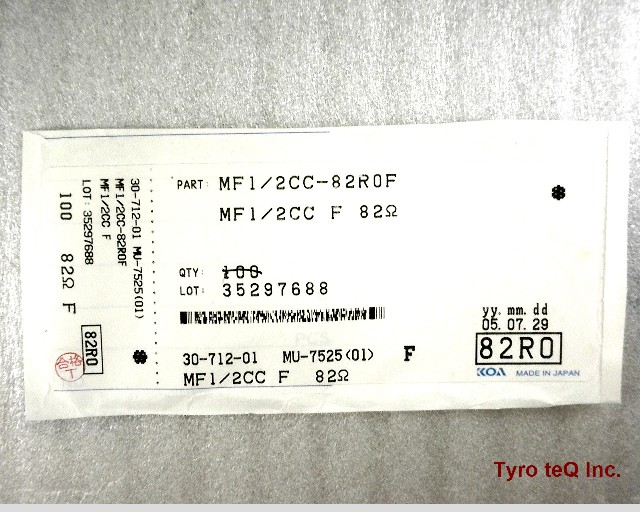 PART: MF1/2CC-82R0F
MF1/2CC F 82Ω
QTY: 100
LOT: 35297688
yy. mm. dd
05. 07. 29
82R0
30-712-01 MU-7525(01) F
MF1/2CC F 82Ω
KOA MADE IN JAPAN
30-712-01 MU-7525(01)
MF1/2CC-82R0F
MF1/2CC F
LOT: 35297688
100 82Ω F
82R0
合格
Tyro teQ Inc.